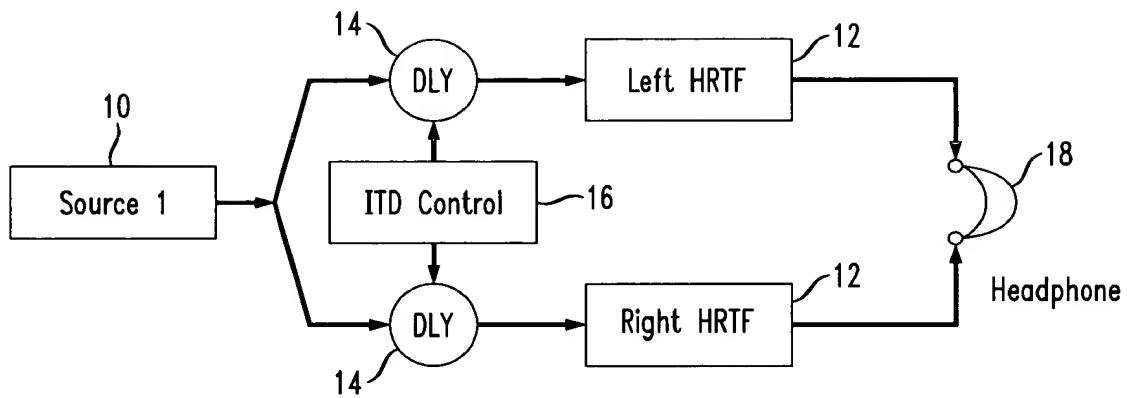 14
12
DLY
Left HRTF
10
18
Source 1
ITD Control
16
12
Headphone
DLY
Right HRTF
14